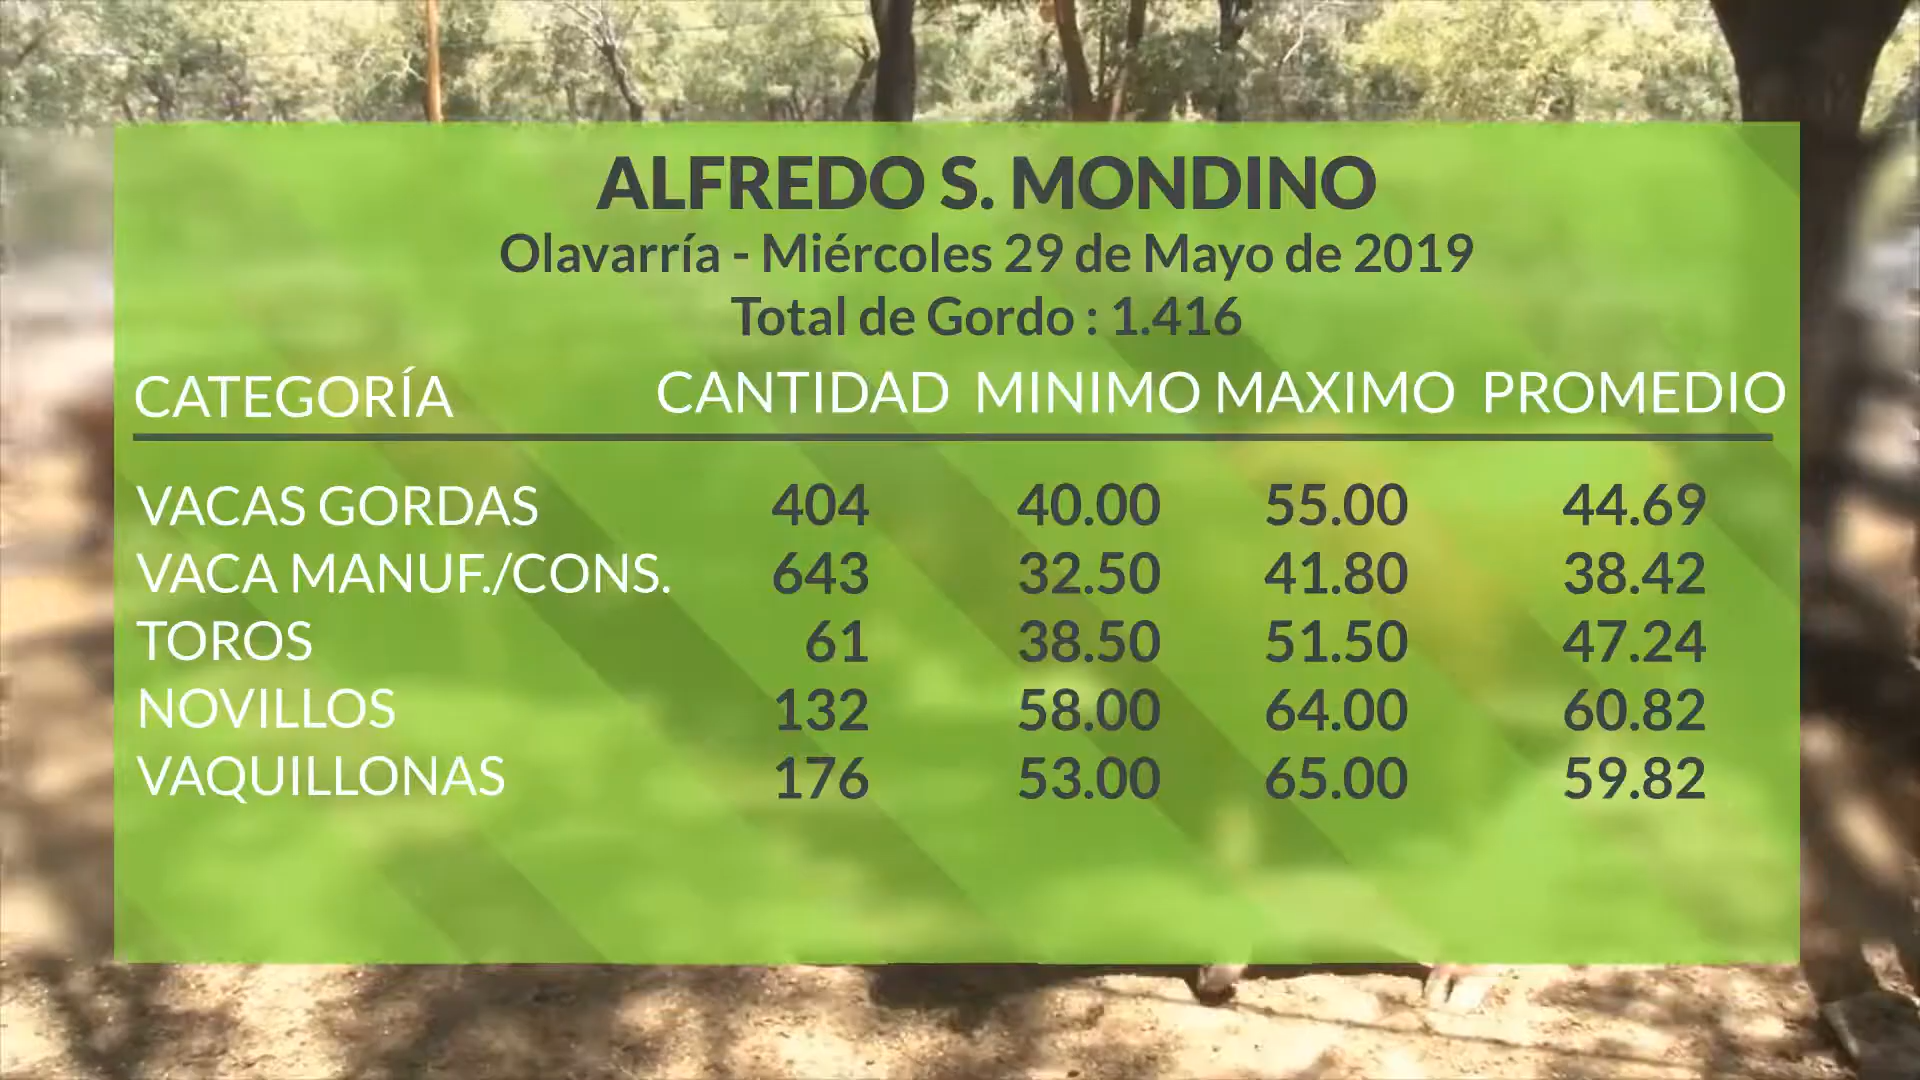 ALFREDO S. MONDINO
Olavarría - Miércoles 29 de Mayo de 2019
Total de Gordo : 1.416
CATEGORÍA CANTIDAD MINIMO MAXIMO PROMEDIO
VACAS GORDAS 404 40.00 55.00 44.69
VACA MANUF./CONS. 643 32.50 41.80 38.42
TOROS 61 38.50 51.50 47.24
NOVILLOS 132 58.00 64.00 60.82
VAQUILLONAS 176 53.00 65.00 59.82